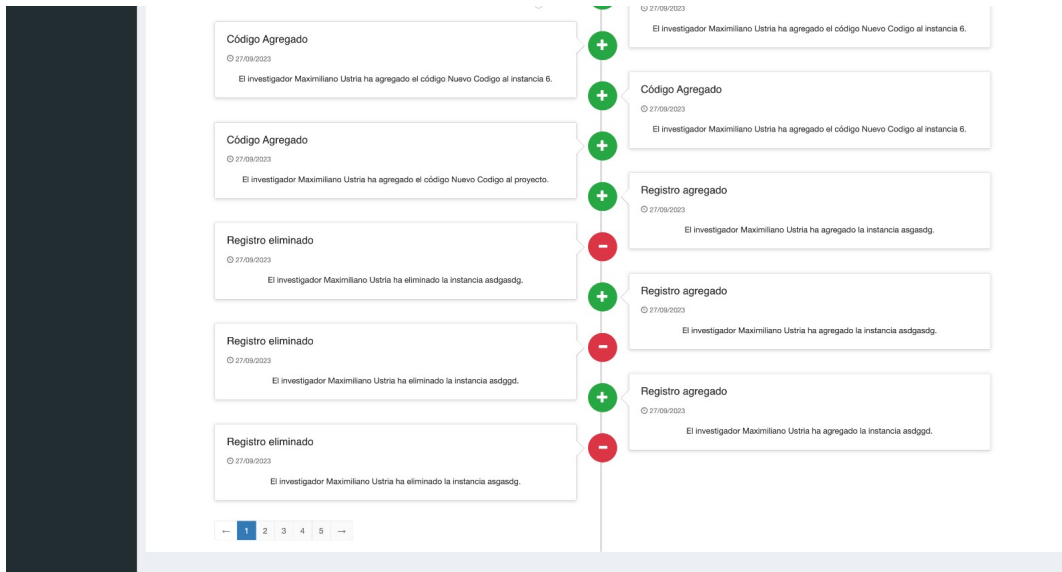 27/09/2023
El investigador Maximiliano Ustria ha agregado el código Nuevo Codigo al instancia 6.
Código Agregado
27/09/2023
El investigador Maximiliano Ustria ha agregado el código Nuevo Codigo al instancia 6.
Código Agregado
27/09/2023
El investigador Maximiliano Ustria ha agregado el código Nuevo Codigo al instancia 6.
Código Agregado
27/09/2023
El investigador Maximiliano Ustria ha agregado el código Nuevo Codigo al proyecto.
Registro agregado
27/09/2023
El investigador Maximiliano Ustria ha agregado la instancia asgasdg.
Registro eliminado
27/09/2023
El investigador Maximiliano Ustria ha eliminado la instancia asdgasdg.
Registro agregado
27/09/2023
El investigador Maximiliano Ustria ha agregado la instancia asdgasdg.
Registro eliminado
27/09/2023
El investigador Maximiliano Ustria ha eliminado la instancia asdggd.
Registro agregado
27/09/2023
El investigador Maximiliano Ustria ha agregado la instancia asdggd.
Registro eliminado
27/09/2023
El investigador Maximiliano Ustria ha eliminado la instancia asgasdg.
← 1 2 3 4 5 →